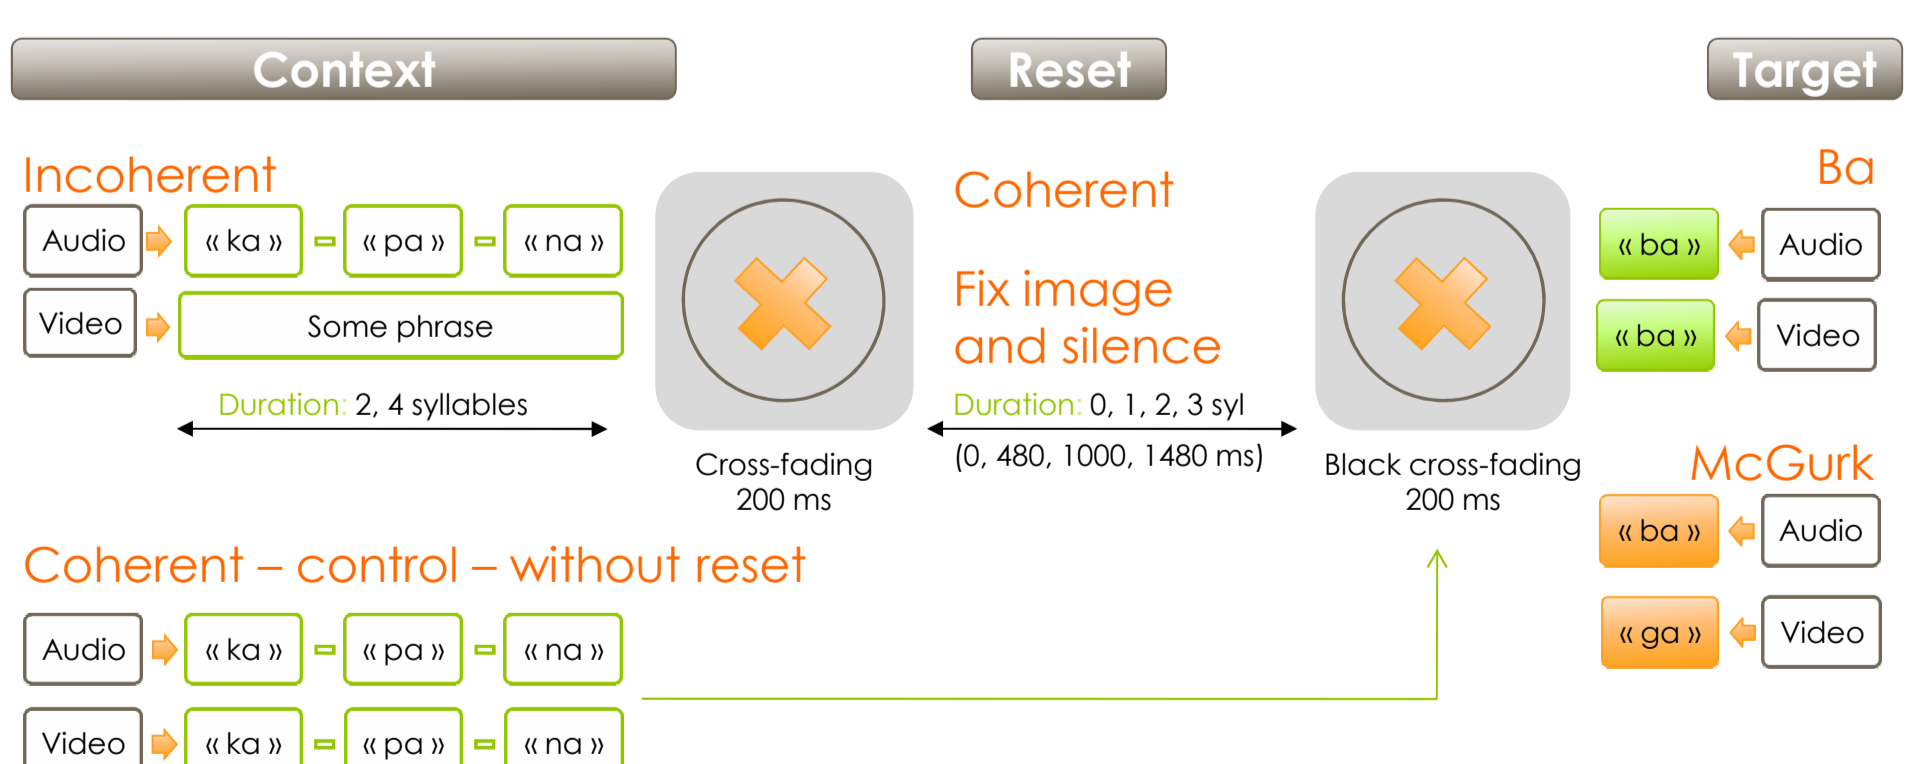 Context
Reset
Target
Incoherent
Audio « ka » « pa » « na »
Video Some phrase
Duration: 2, 4 syllables
Cross-fading
200 ms
Coherent
Fix image
and silence
Duration: 0, 1, 2, 3 syl
(0, 480, 1000, 1480 ms)
Black cross-fading
200 ms
Ba
« ba » Audio
« ba » Video
McGurk
« ba » Audio
« ga » Video
Coherent – control – without reset
Audio « ka » « pa » « na »
Video « ka » « pa » « na »